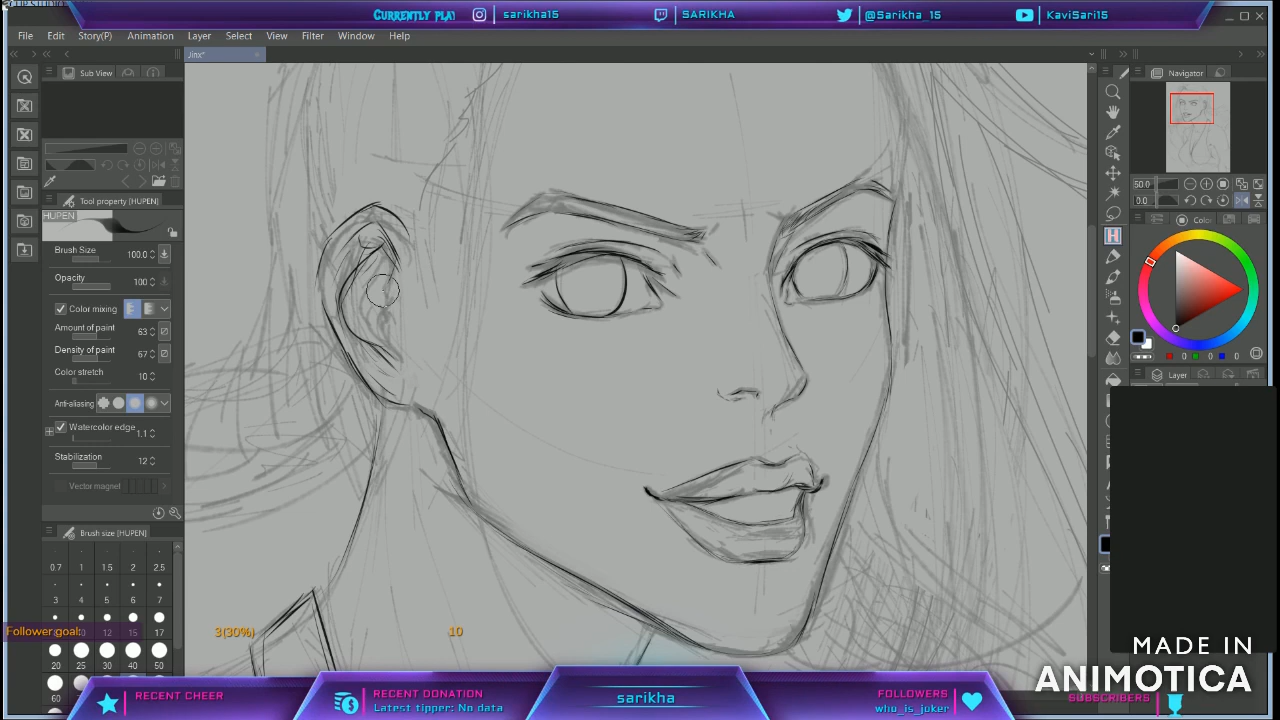 CLIP STUDIO
CURRENTLY PLAY
sarikha15
SARIKHA
@Sarikha_15
KaviSari15
File Edit Story(P) Animation Layer Select View Filter Window Help
Jinx*
Sub View
Navigator
50.0
0.0
Tool property [HUPEN]
HUPEN
Brush Size 100.0
Opacity 100
Color mixing
Amount of paint 63
Density of paint 67
Color stretch 10
Anti-aliasing
Watercolor edge 1.1
Stabilization 12
Vector magnet
Color
0 0 0
Layer
Brush size [HUPEN]
0.7 1 1.5 2 2.5
3 4 5 6 7
12 15 17
20 25 30 40 50
60
Follower goal:
3(30%) 10
MADE IN
ANIMOTICA
RECENT CHEER
RECENT DONATION
Latest tipper: No data
sarikha
FOLLOWERS
who_is_joker
SUBSCRIBERS